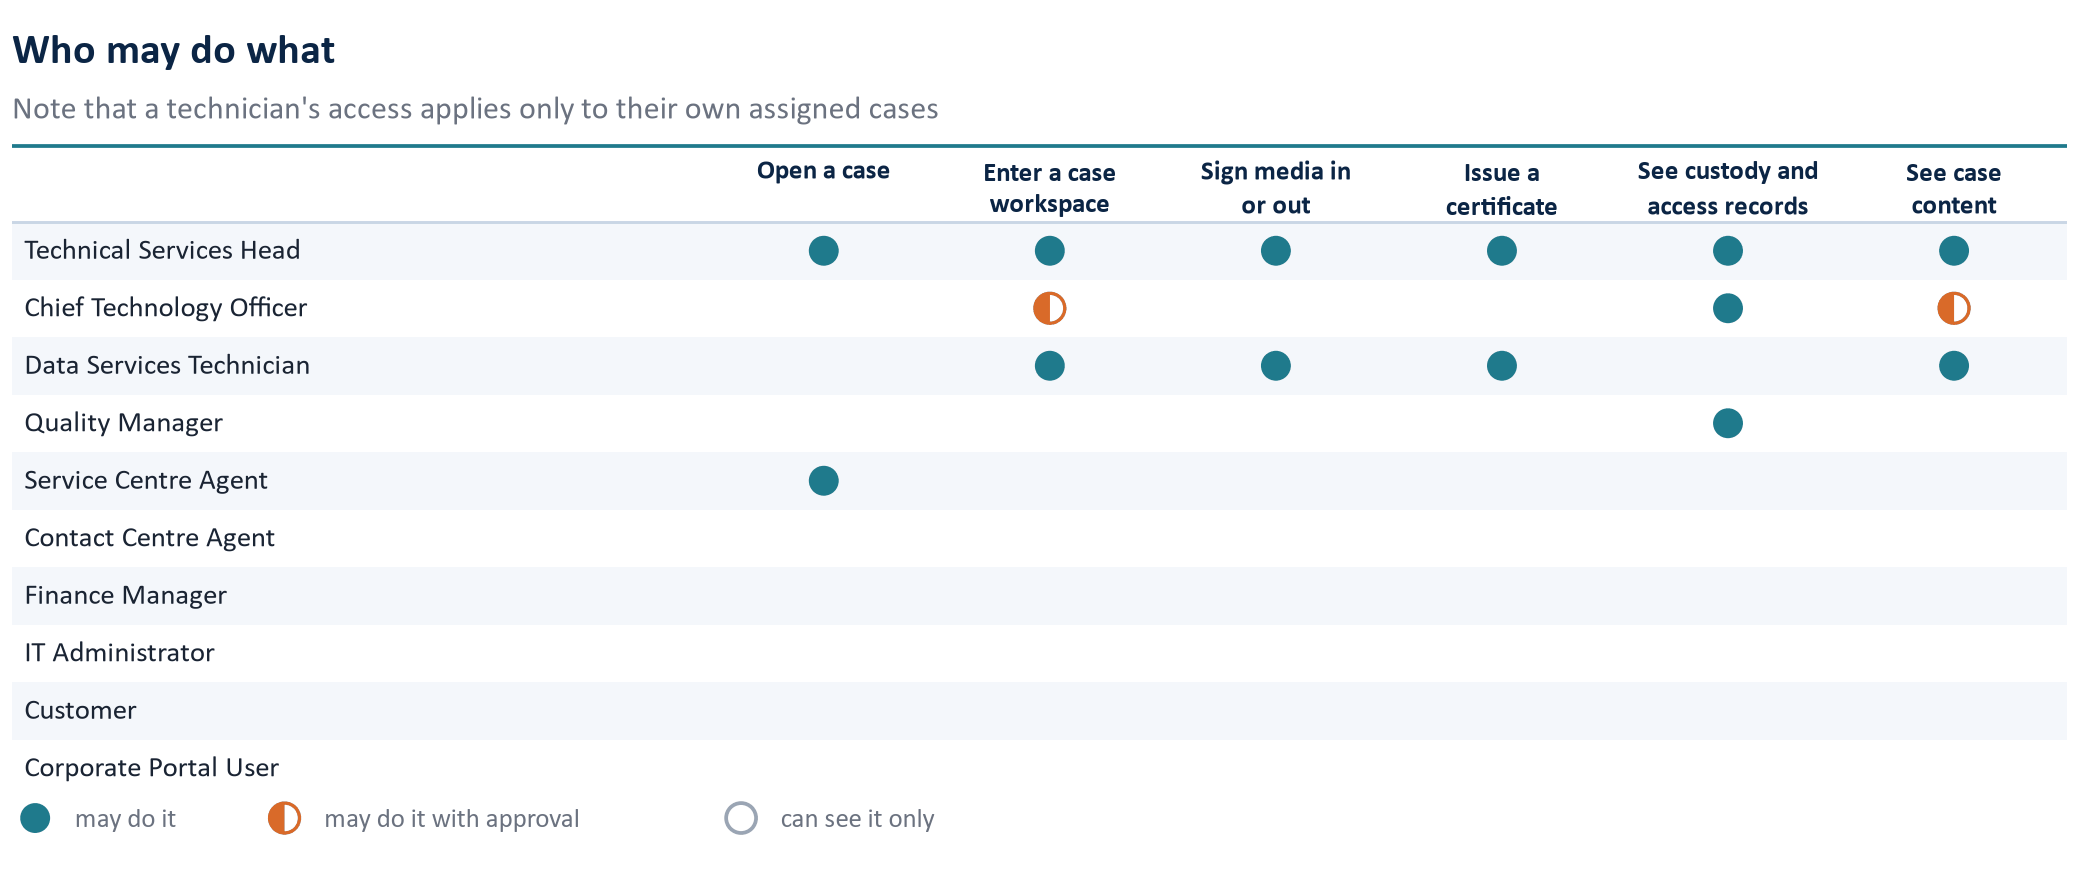 Who may do what
Note that a technician's access applies only to their own assigned cases
Open a case
Enter a case
workspace
Sign media in
or out
Issue a
certificate
See custody and
access records
See case
content
Technical Services Head
Chief Technology Officer
Data Services Technician
Quality Manager
Service Centre Agent
Contact Centre Agent
Finance Manager
IT Administrator
Customer
Corporate Portal User
may do it
may do it with approval
can see it only